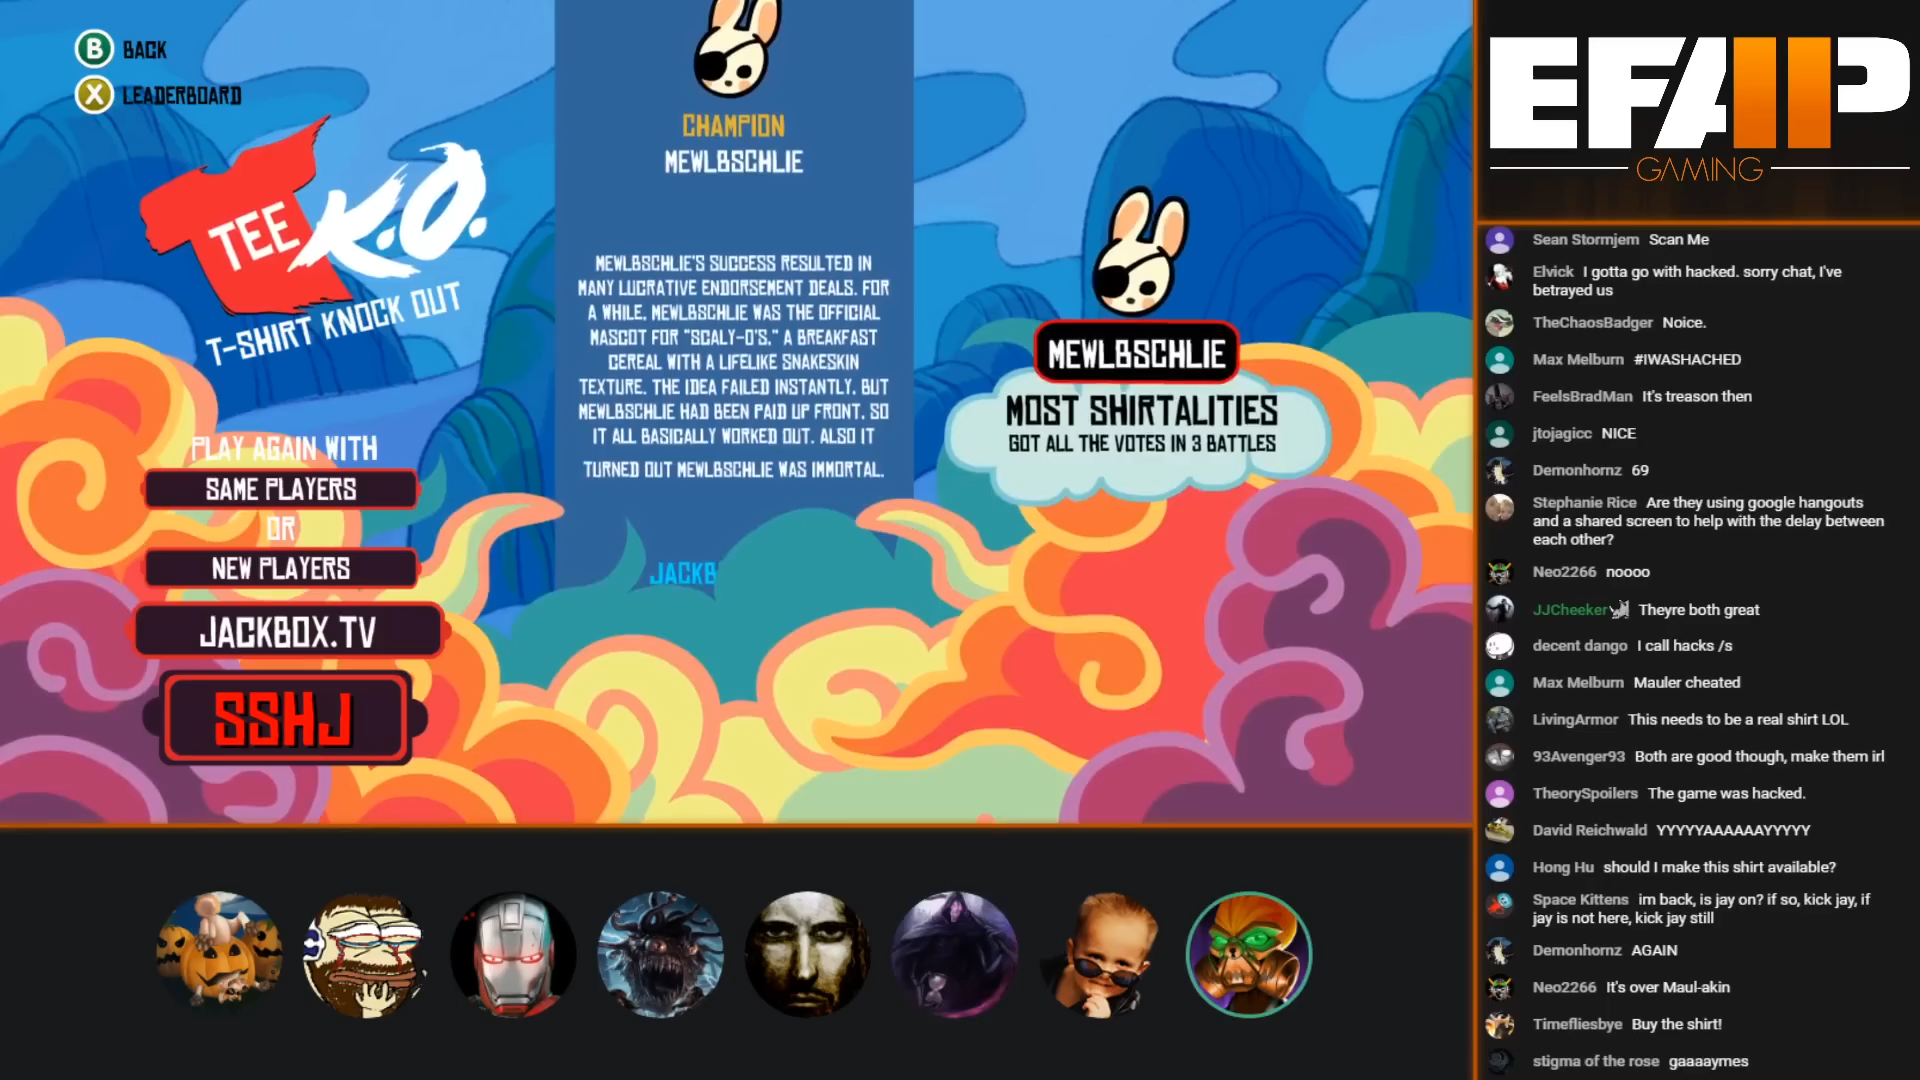 B BACK
X LEADERBOARD
TEE K.O.
T-SHIRT KNOCK OUT
PLAY AGAIN WITH
SAME PLAYERS
OR
NEW PLAYERS
JACKBOX.TV
SSHJ
CHAMPION
MEWLBSCHLIE
MEWLBSCHLIE'S SUCCESS RESULTED IN
MANY LUCRATIVE ENDORSEMENT DEALS. FOR
A WHILE, MEWLBSCHLIE WAS THE OFFICIAL
MASCOT FOR "SCALY-O'S," A BREAKFAST
CEREAL WITH A LIFELIKE SNAKESKIN
TEXTURE. THE IDEA FAILED INSTANTLY, BUT
MEWLBSCHLIE HAD BEEN PAID UP FRONT, SO
IT ALL BASICALLY WORKED OUT. ALSO IT
TURNED OUT MEWLBSCHLIE WAS IMMORTAL.
JACKB
MEWLBSCHLIE
MOST SHIRTALITIES
GOT ALL THE VOTES IN 3 BATTLES
EFAP
GAMING
Sean Stormjem Scan Me
Elvick I gotta go with hacked. sorry chat, I've
betrayed us
TheChaosBadger Noice.
Max Melburn #IWASHACHED
FeelsBradMan It's treason then
jtojagicc NICE
Demonhornz 69
Stephanie Rice Are they using google hangouts
and a shared screen to help with the delay between
each other?
Neo2266 noooo
JJCheeker Theyre both great
decent dango I call hacks /s
Max Melburn Mauler cheated
LivingArmor This needs to be a real shirt LOL
93Avenger93 Both are good though, make them irl
TheorySpoilers The game was hacked.
David Reichwald YYYYYAAAAAAYYYYY
Hong Hu should I make this shirt available?
Space Kittens im back, is jay on? if so, kick jay, if
jay is not here, kick jay still
Demonhornz AGAIN
Neo2266 It's over Maul-akin
Timefliesbye Buy the shirt!
stigma of the rose gaaaaymes